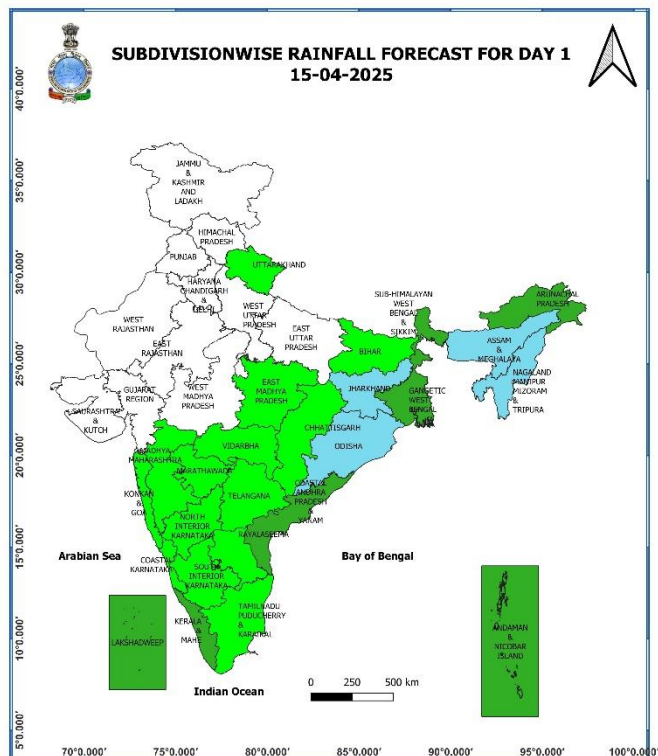 SUBDIVISIONWISE RAINFALL FORECAST FOR DAY 1
15-04-2025
40°0.000'
35°0.000'
30°0.000'
25°0.000'
20°0.000'
15°0.000'
10°0.000'
5°0.000'
JAMMU
&
KASHMIR
AND
LADAKH
HIMACHAL
PRADESH
PUNJAB
UTTARAKHAND
HARYANA
CHANDIGARH
&
DELHI
WEST
UTTAR
PRADESH
EAST
UTTAR
PRADESH
WEST
RAJASTHAN
EAST
RAJASTHAN
SUB-HIMALAYAN
WEST
BENGAL
&
SIKKIM
ARUNACHAL
PRADESH
ASSAM
&
MEGHALAYA
NAGALAND
MANIPUR
MIZORAM
&
TRIPURA
BIHAR
JHARKHAND
GANGETIC
WEST
BENGAL
GUJARAT
REGION
SAURASHTRA
&
KUTCH
WEST
MADHYA
PRADESH
EAST
MADHYA
PRADESH
CHHATTISGARH
ODISHA
VIDARBHA
MADHYA
MAHARASHTRA
MARATHAWADA
KONKAN
&
GOA
TELANGANA
COASTAL
ANDHRA
PRADESH
&
YANAM
NORTH
INTERIOR
KARNATAKA
RAYALASEEMA
COASTAL
KARNATAKA
SOUTH
INTERIOR
KARNATAKA
TAMILNADU
PUDUCHERRY
&
KARAIKAL
KERALA
&
MAHE
LAKSHADWEEP
ANDAMAN
&
NICOBAR
ISLAND
Arabian Sea
Bay of Bengal
Indian Ocean
0 250 500 km
70°0.000' 75°0.000' 80°0.000' 85°0.000' 90°0.000' 95°0.000'